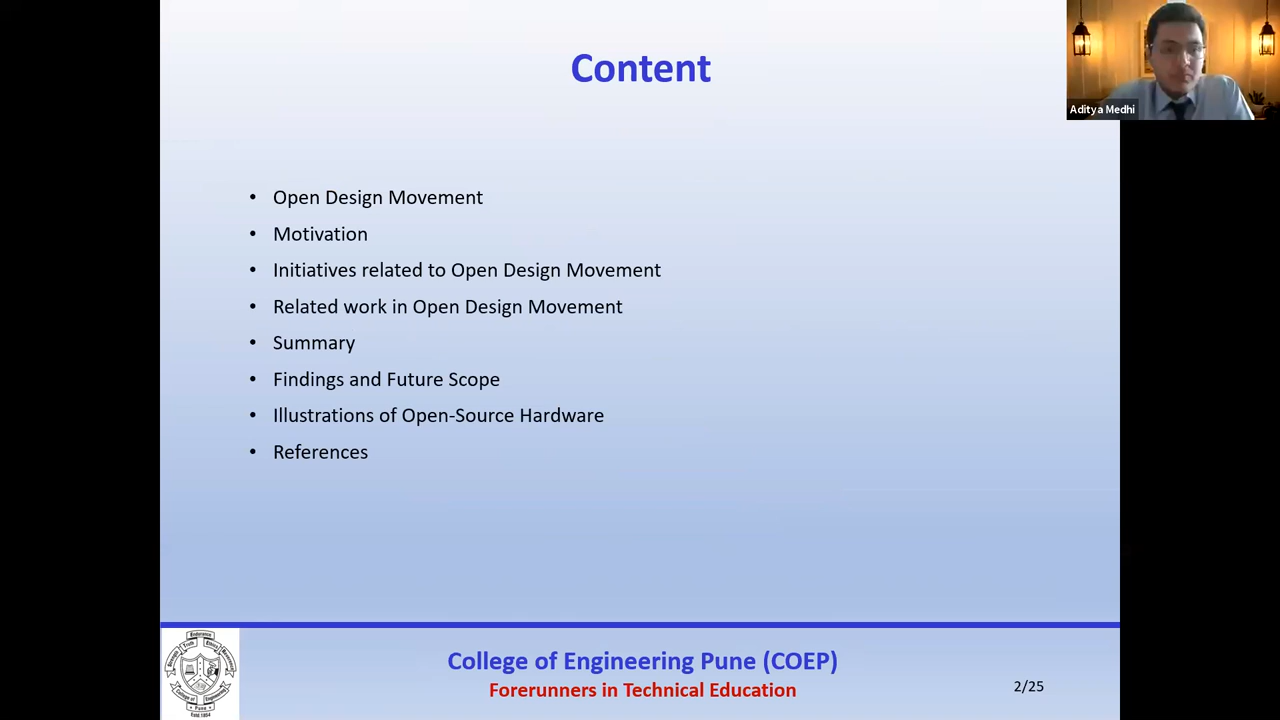 Content
Aditya Medhi
• Open Design Movement
• Motivation
• Initiatives related to Open Design Movement
• Related work in Open Design Movement
• Summary
• Findings and Future Scope
• Illustrations of Open-Source Hardware
• References
College of Engineering Pune (COEP)
Forerunners in Technical Education
2/25